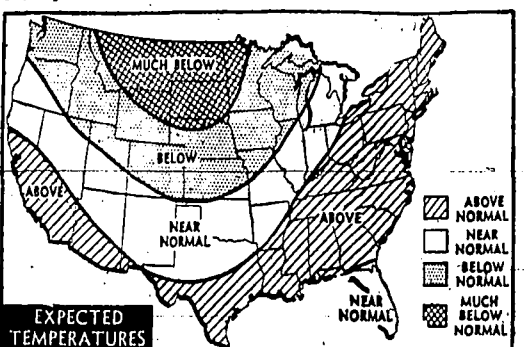 MUCH BELOW
BELOW
ABOVE
NEAR
NORMAL
ABOVE
NEAR
NORMAL
ABOVE
NORMAL
NEAR
NORMAL
BELOW
NORMAL
MUCH
BELOW
NORMAL
EXPECTED
TEMPERATURES